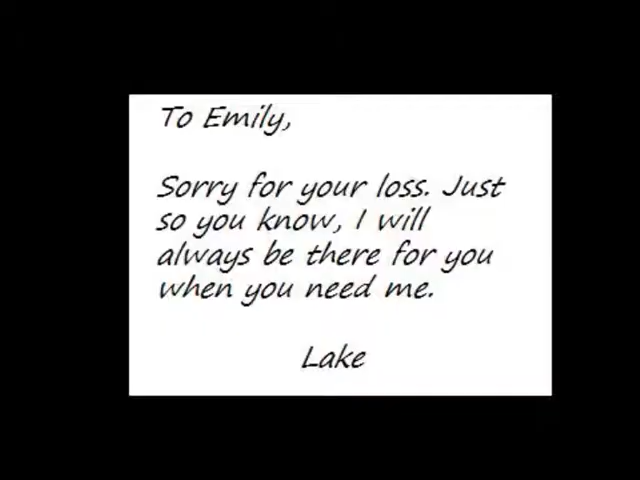 To Emily,
Sorry for your loss. Just
so you know, I will
always be there for you
when you need me.
Lake